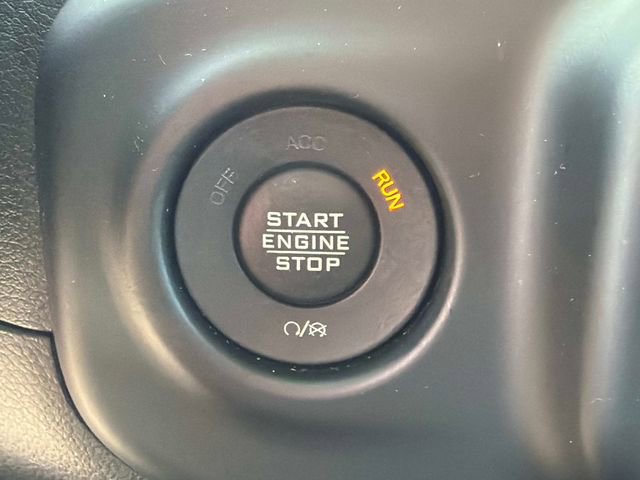 ACC
OFF
RUN
START
ENGINE
STOP